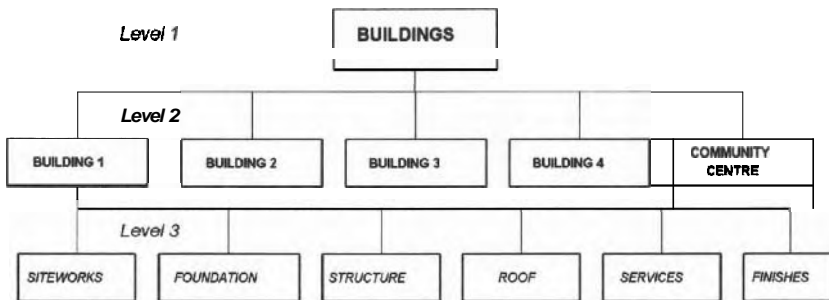 Level 1
BUILDINGS
Level 2
BUILDING 1
BUILDING 2
BUILDING 3
BUILDING 4
COMMUNITY
CENTRE
Level 3
SITEWORKS
FOUNDATION
STRUCTURE
ROOF
SERVICES
FINISHES